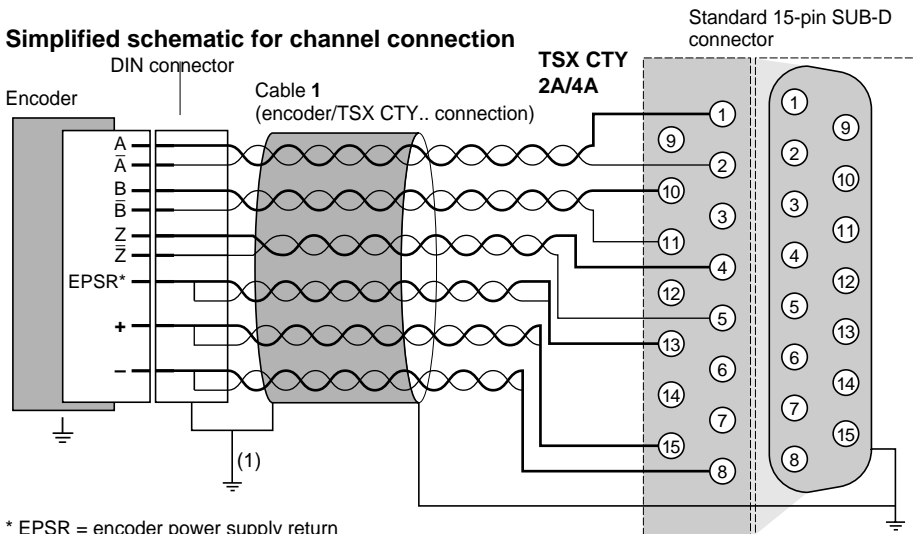 Standard 15-pin SUB-D
connector
Simplified schematic for channel connection
DIN connector
TSX CTY
2A/4A
Encoder
Cable 1
(encoder/TSX CTY.. connection)
A
A̅
B
B̅
Z
Z̅
EPSR*
+
–
(1)
1
9
2
10
3
11
4
12
5
13
6
14
7
15
8
1
9
2
10
3
11
4
12
5
13
6
14
7
15
8
* EPSR = encoder power supply return